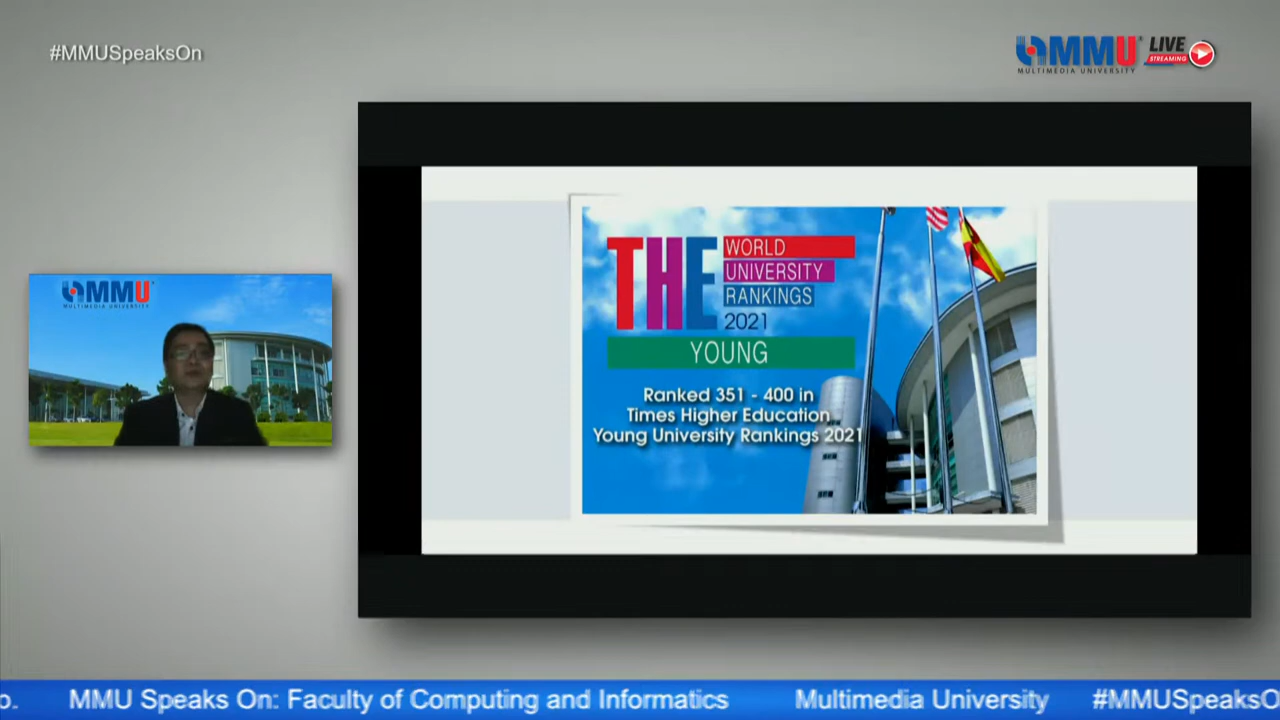 #MMUSpeaksOn
MMU
LIVE
STREAMING
MULTIMEDIA UNIVERSITY
THE
WORLD
UNIVERSITY
RANKINGS
2021
YOUNG
Ranked 351 - 400 in
Times Higher Education
Young University Rankings 2021
MMU
MULTIMEDIA UNIVERSITY
o. MMU Speaks On: Faculty of Computing and Informatics Multimedia University #MMUSpeaksO